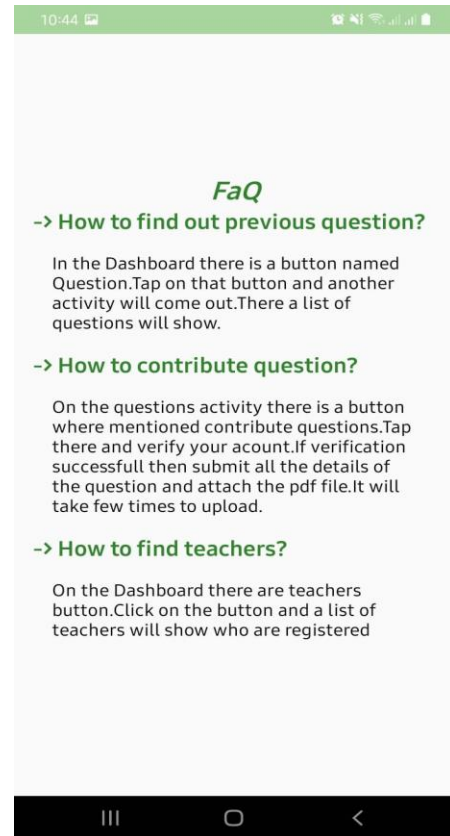 10:44
FaQ
-> How to find out previous question?
In the Dashboard there is a button named
Question.Tap on that button and another
activity will come out.There a list of
questions will show.
-> How to contribute question?
On the questions activity there is a button
where mentioned contribute questions.Tap
there and verify your acount.If verification
successfull then submit all the details of
the question and attach the pdf file.It will
take few times to upload.
-> How to find teachers?
On the Dashboard there are teachers
button.Click on the button and a list of
teachers will show who are registered